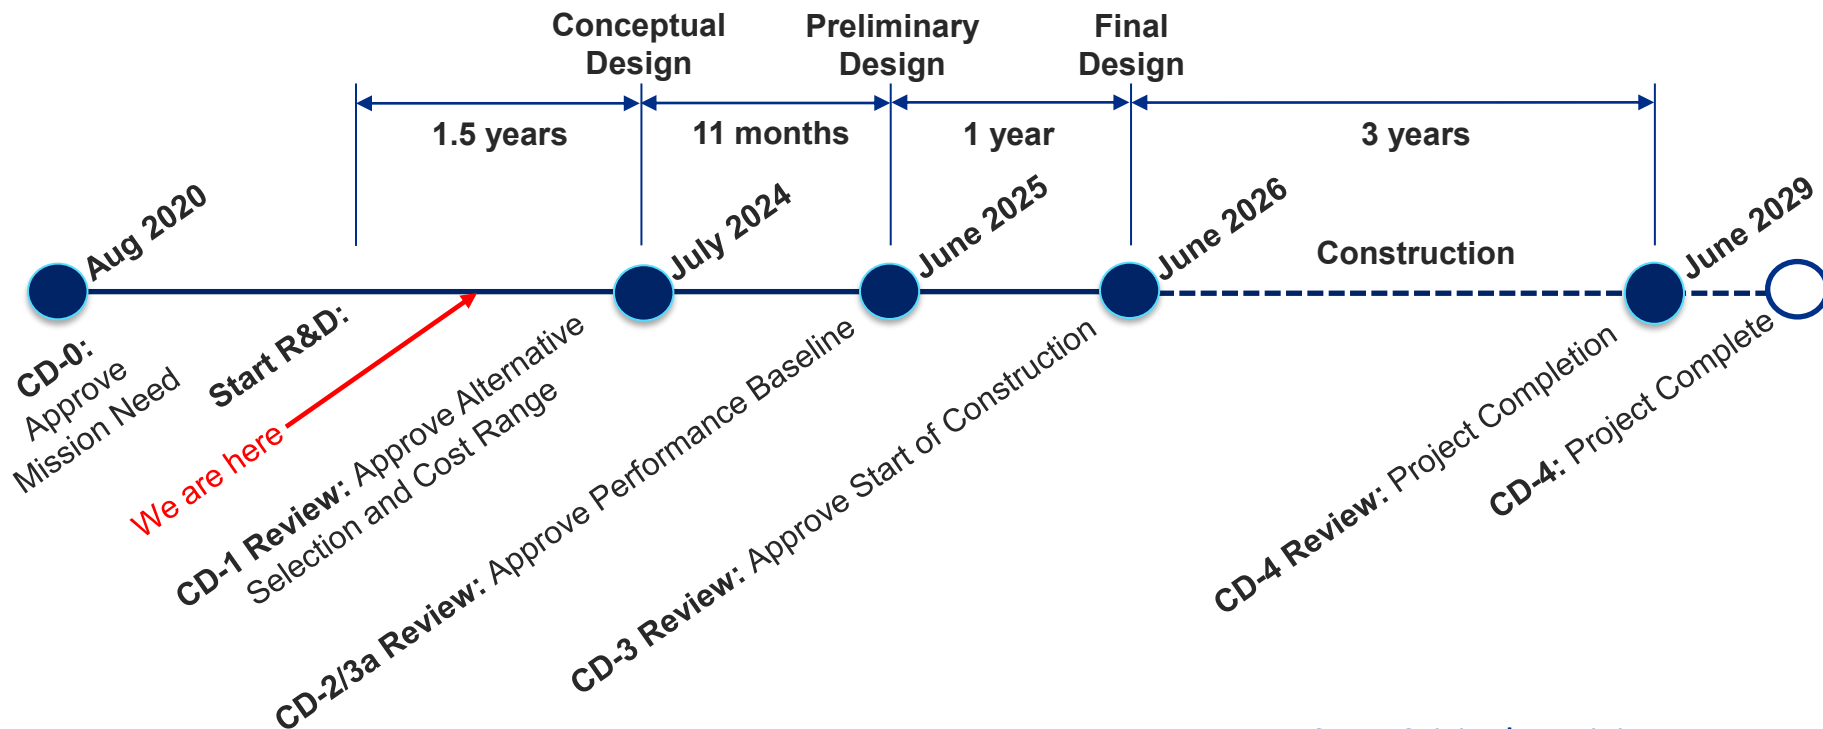 Conceptual
Design
Preliminary
Design
Final
Design
1.5 years
11 months
1 year
3 years
Aug 2020
July 2024
June 2025
June 2026
June 2029
Construction
CD-0:
Approve
Mission Need
Start R&D:
We are here
CD-1 Review: Approve Alternative
Selection and Cost Range
CD-2/3a Review: Approve Performance Baseline
CD-3 Review: Approve Start of Construction
CD-4 Review: Project Completion
CD-4: Project Complete